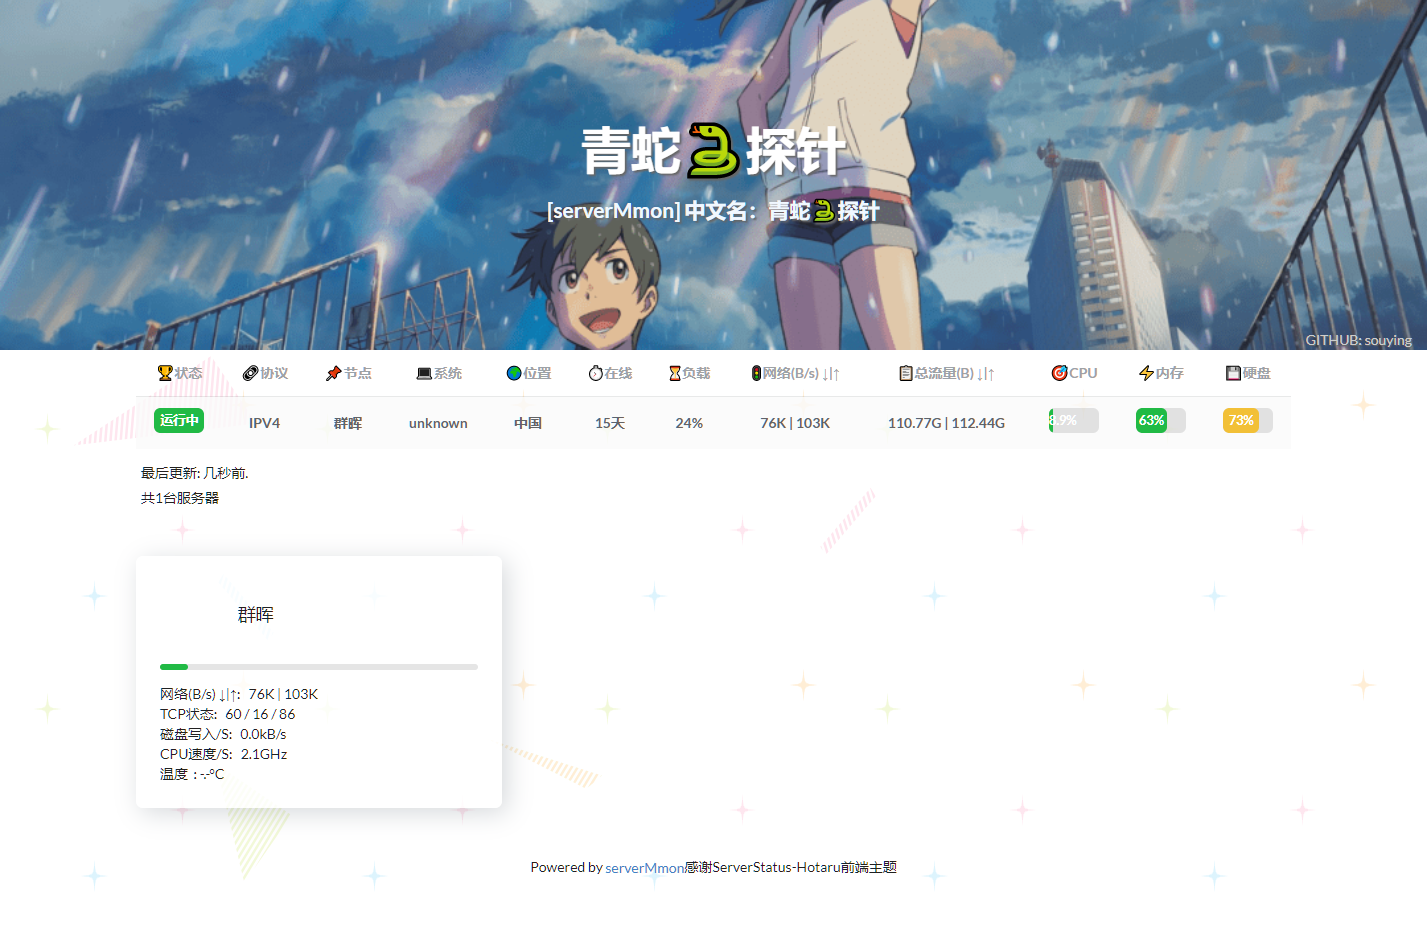 青蛇🐍探针
[serverMmon] 中文名：青蛇🐍探针
GITHUB: souying
🏆状态 🔗协议 📌节点 💻系统 🌍位置 ⏱在线 ⏳负载 🚦网络(B/s) ↓|↑ 📋总流量(B) ↓|↑ 🎯CPU ⚡内存 💾硬盘
运行中 IPV4 群晖 unknown 中国 15天 24% 76K | 103K 110.77G | 112.44G 8.9% 63% 73%
最后更新: 几秒前.
共1台服务器
群晖
网络(B/s) ↓|↑: 76K | 103K
TCP状态: 60 / 16 / 86
磁盘写入/S: 0.0kB/s
CPU速度/S: 2.1GHz
温度 : -.-°C
Powered by serverMmon感谢ServerStatus-Hotaru前端主题